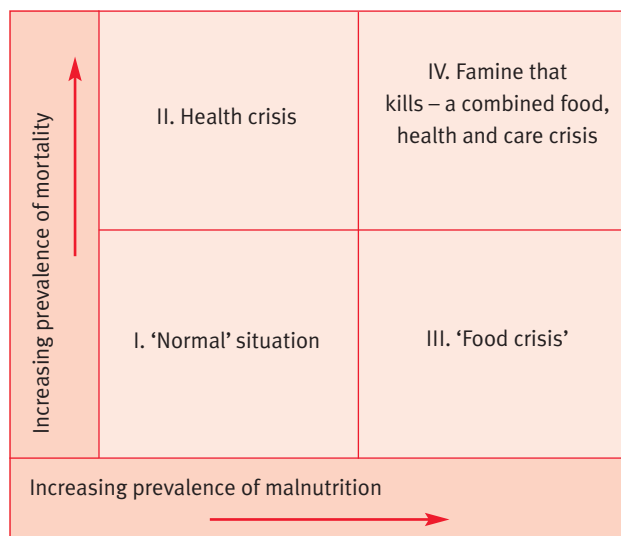 Increasing prevalence of mortality
II. Health crisis
IV. Famine that
kills – a combined food,
health and care crisis
I. ‘Normal’ situation
III. ‘Food crisis’
Increasing prevalence of malnutrition